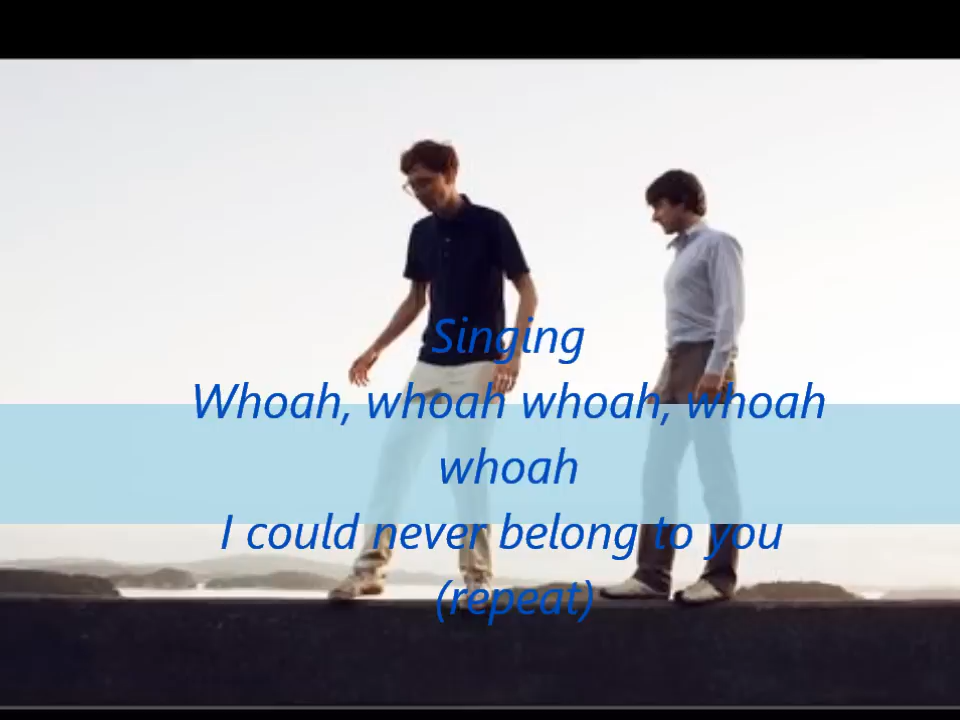 Singing
Whoah, whoah whoah, whoah
whoah
I could never belong to you
(repeat)